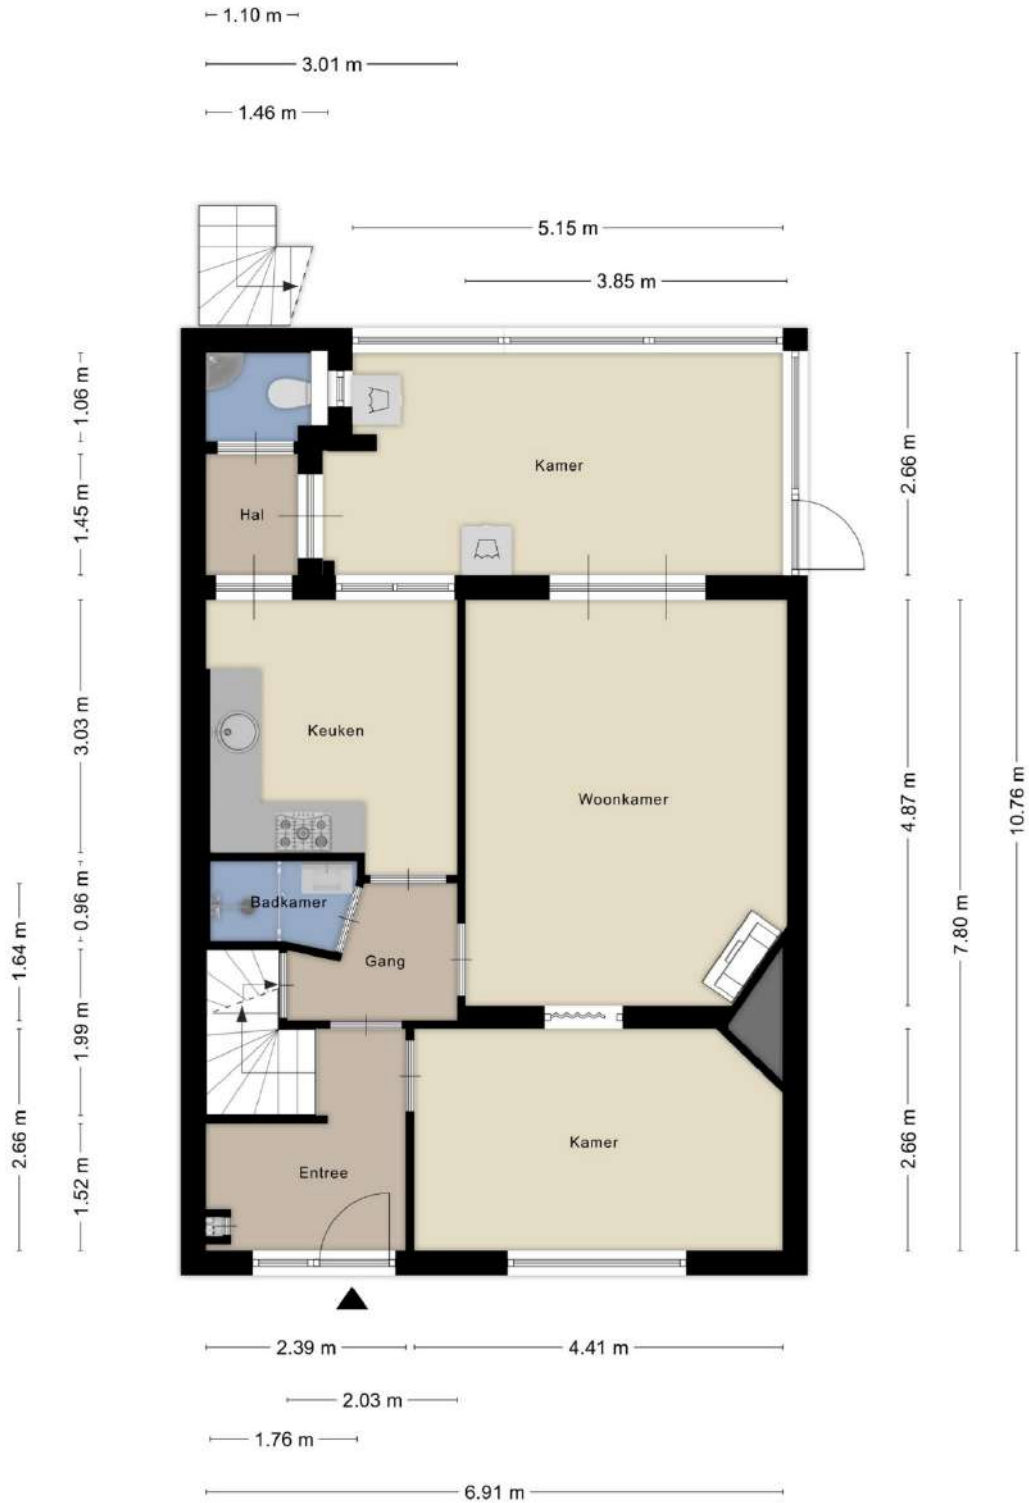 1.10 m
3.01 m
1.46 m
5.15 m
3.85 m
1.06 m
2.66 m
Kamer
1.45 m
Hal
3.03 m
Keuken
Woonkamer
4.87 m
10.76 m
0.96 m
Badkamer
7.80 m
1.64 m
Gang
1.99 m
2.66 m
2.66 m
Kamer
1.52 m
Entree
2.39 m
4.41 m
2.03 m
1.76 m
6.91 m